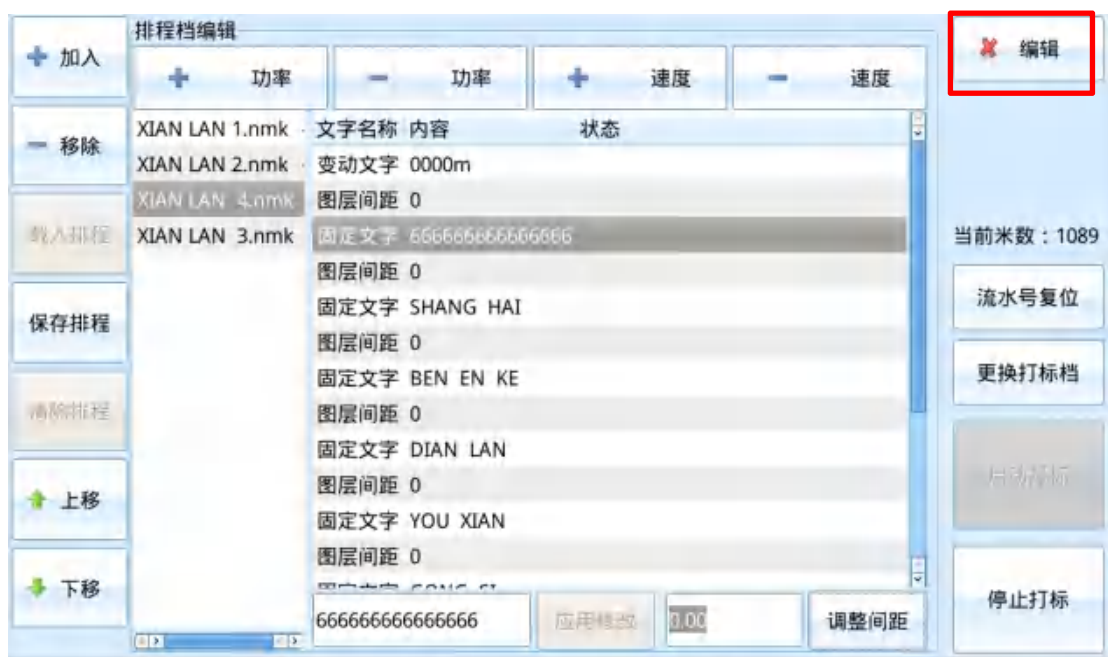 加入
移除
载入排程
保存排程
清除排程
上移
下移
排程档编辑
功率
功率
速度
速度
XIAN LAN 1.nmk
XIAN LAN 2.nmk
XIAN LAN 4.nmk
XIAN LAN 3.nmk
文字名称 内容 状态
变动文字 0000m
图层间距 0
固定文字 666666666666666
图层间距 0
固定文字 SHANG HAI
图层间距 0
固定文字 BEN EN KE
图层间距 0
固定文字 DIAN LAN
图层间距 0
固定文字 YOU XIAN
图层间距 0
666666666666666
应用修改
0.00
调整间距
编辑
当前米数：1089
流水号复位
更换打标档
启动打标
停止打标